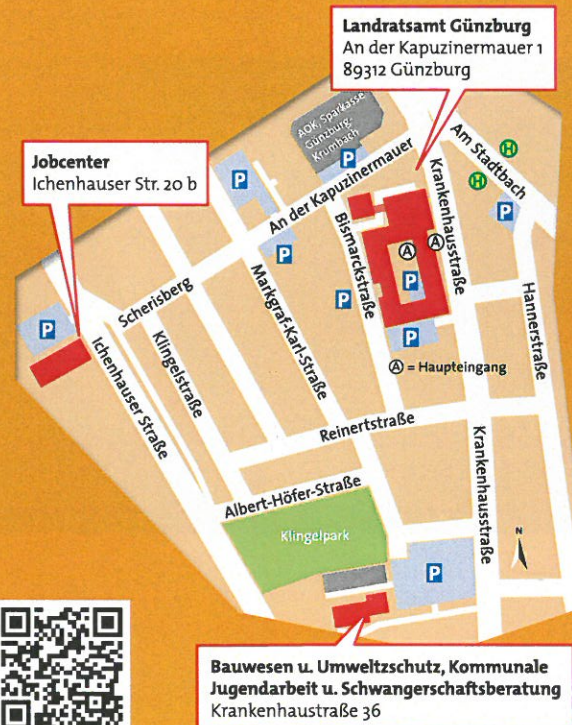 Landratsamt Günzburg
An der Kapuzinermauer 1
89312 Günzburg
Jobcenter
Ichenhauser Str. 20 b
AOK, Sparkasse
Günzburg-
Krumbach
An der Kapuzinermauer
Am Stadtbach
H
H
P
P
P
P
P
P
P
P
P
Krankenhausstraße
Bismarckstraße
A
A
Scherisberg
Markgraf-Karl-Straße
Hannerstraße
Klingelstraße
Ichenhauser Straße
A = Haupteingang
Reinertstraße
Krankenhausstraße
Albert-Höfer-Straße
Klingelpark
N
Bauwesen u. Umweltschutz, Kommunale
Jugendarbeit u. Schwangerschaftsberatung
Krankenhaustraße 36